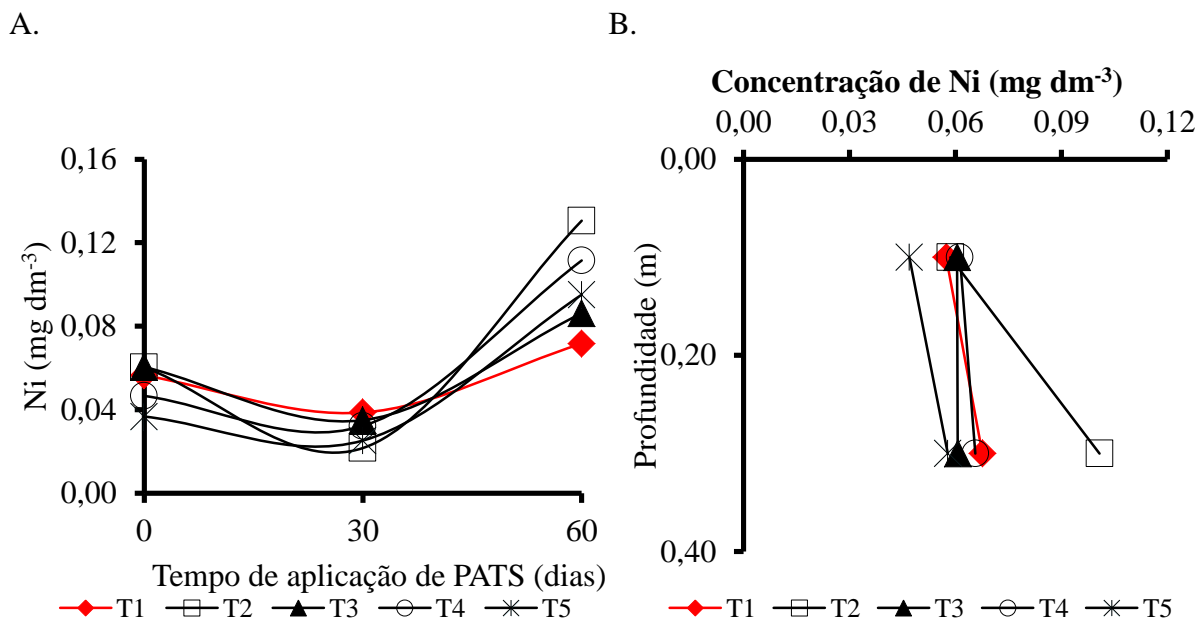 A.
Ni (mg dm-3)
0,16
0,12
0,08
0,04
0,00
0 30 60
Tempo de aplicação de PATS (dias)
T1 T2 T3 T4 T5
B.
Concentração de Ni (mg dm-3)
0,00 0,03 0,06 0,09 0,12
Profundidade (m)
0,00
0,20
0,40
T1 T2 T3 T4 T5